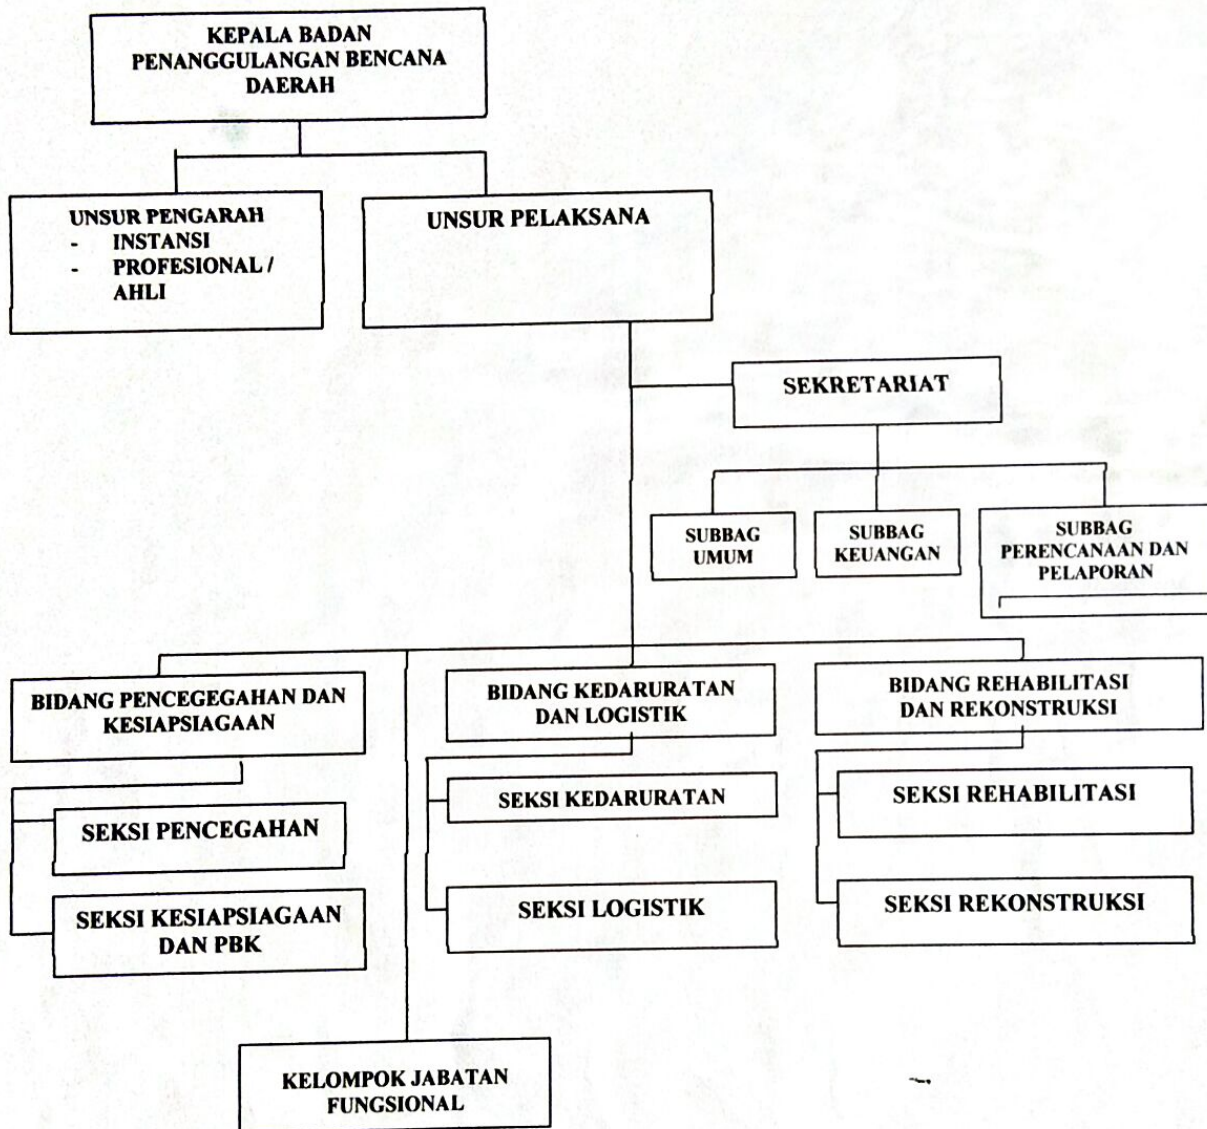 KEPALA BADAN
PENANGGULANGAN BENCANA
DAERAH
UNSUR PENGARAH
- INSTANSI
- PROFESIONAL /
AHLI
UNSUR PELAKSANA
SEKRETARIAT
SUBBAG
UMUM
SUBBAG
KEUANGAN
SUBBAG
PERENCANAAN DAN
PELAPORAN
BIDANG PENCEGEGAHAN DAN
KESIAPSIAGAAN
BIDANG KEDARURATAN
DAN LOGISTIK
BIDANG REHABILITASI
DAN REKONSTRUKSI
SEKSI PENCEGAHAN
SEKSI KESIAPSIAGAAN
DAN PBK
SEKSI KEDARURATAN
SEKSI LOGISTIK
SEKSI REHABILITASI
SEKSI REKONSTRUKSI
KELOMPOK JABATAN
FUNGSIONAL